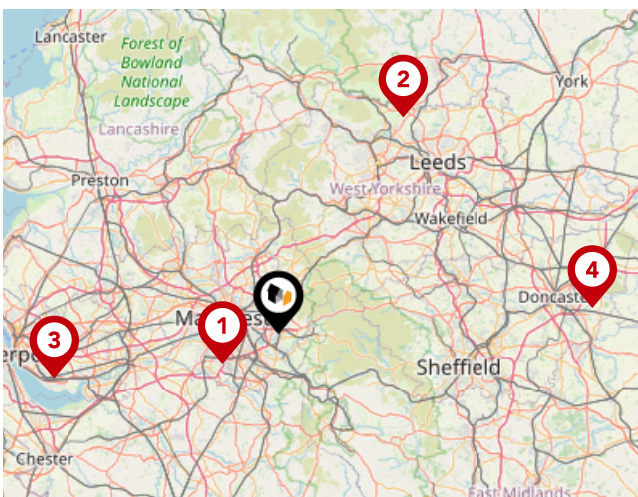 Lancaster
Forest of
Bowland
National
Landscape
Lancashire
2
York
Leeds
Preston
West Yorkshire
Wakefield
4
Doncaste
1
3
Sheffield
Chester
East Midlands